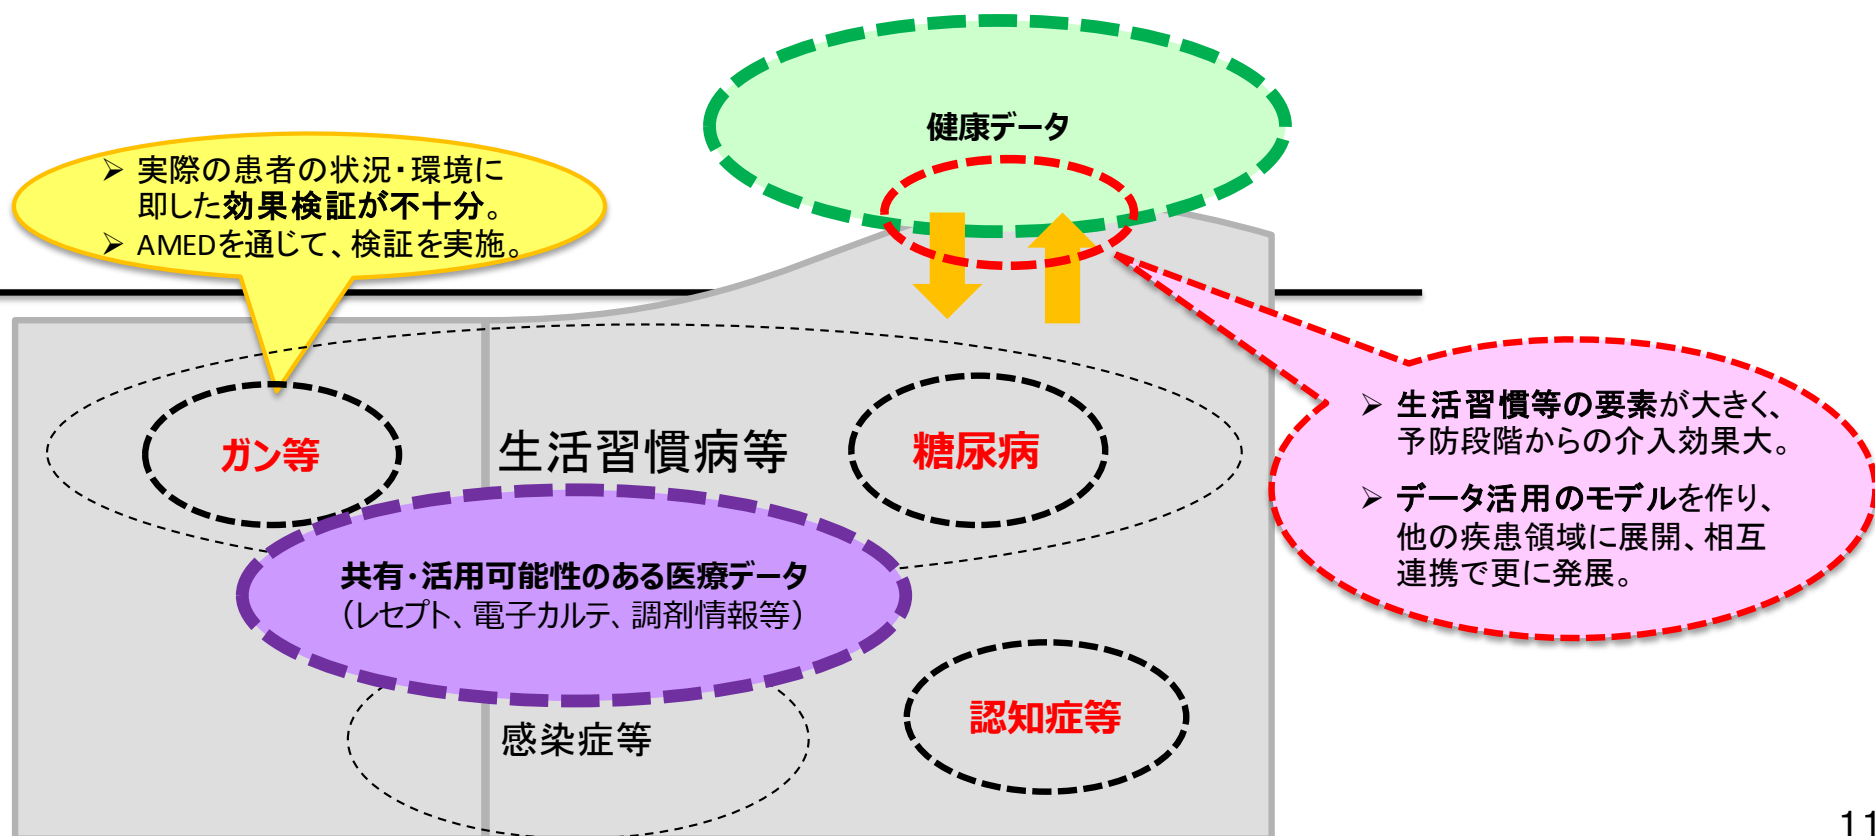 健康データ
➢ 実際の患者の状況・環境に
即した効果検証が不十分。
➢ AMEDを通じて、検証を実施。
➢ 生活習慣等の要素が大きく、
予防段階からの介入効果大。
➢ データ活用のモデルを作り、
他の疾患領域に展開、相互
連携で更に発展。
ガン等
生活習慣病等
糖尿病
共有・活用可能性のある医療データ
（レセプト、電子カルテ、調剤情報等）
感染症等
認知症等
11